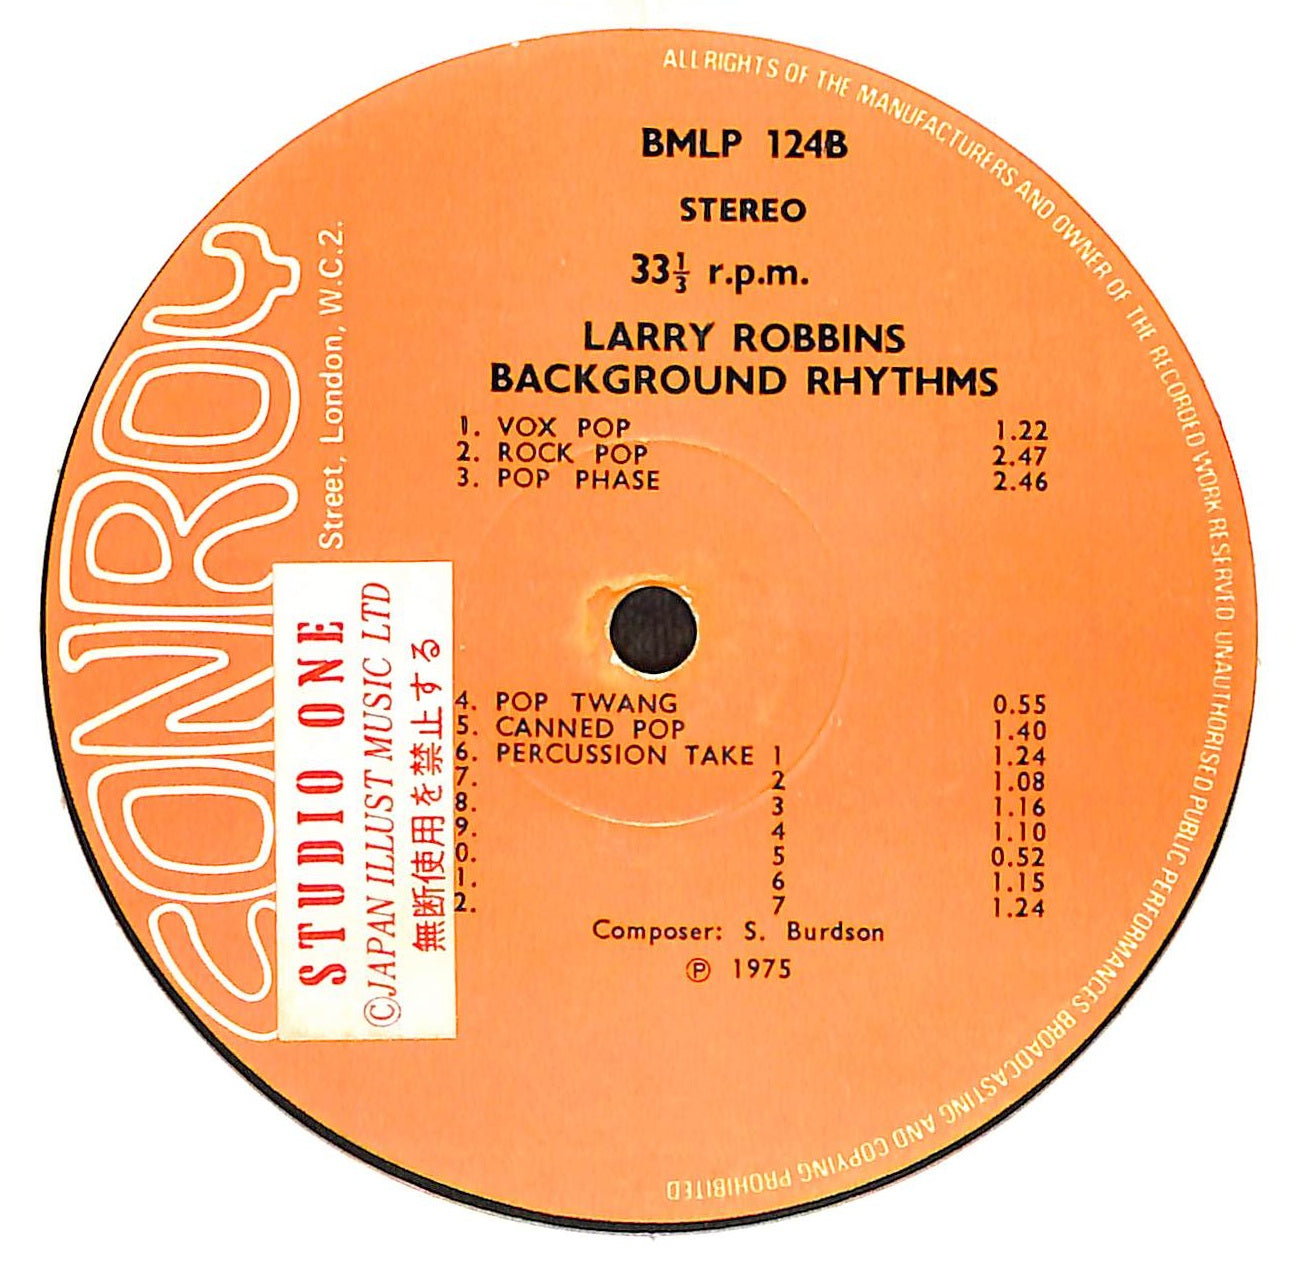 ALL RIGHTS OF THE MANUFACTURERS AND OWNER OF THE RECORDED WORK RESERVED UNAUTHORISED PUBLIC PERFORMANCES BROADCASTING AND COPYING PROHIBITED
CONROY
Street, London, W.C.2.
BMLP 124B
STEREO
33⅓ r.p.m.
LARRY ROBBINS
BACKGROUND RHYTHMS
1. VOX POP 1.22
2. ROCK POP 2.47
3. POP PHASE 2.46
4. POP TWANG 0.55
5. CANNED POP 1.40
6. PERCUSSION TAKE 1 1.24
7. 2 1.08
8. 3 1.16
9. 4 1.10
0. 5 0.52
1. 6 1.15
2. 7 1.24
Composer: S. Burdson
℗ 1975
STUDIO ONE
©JAPAN ILLUST MUSIC LTD
無断使用を禁止する